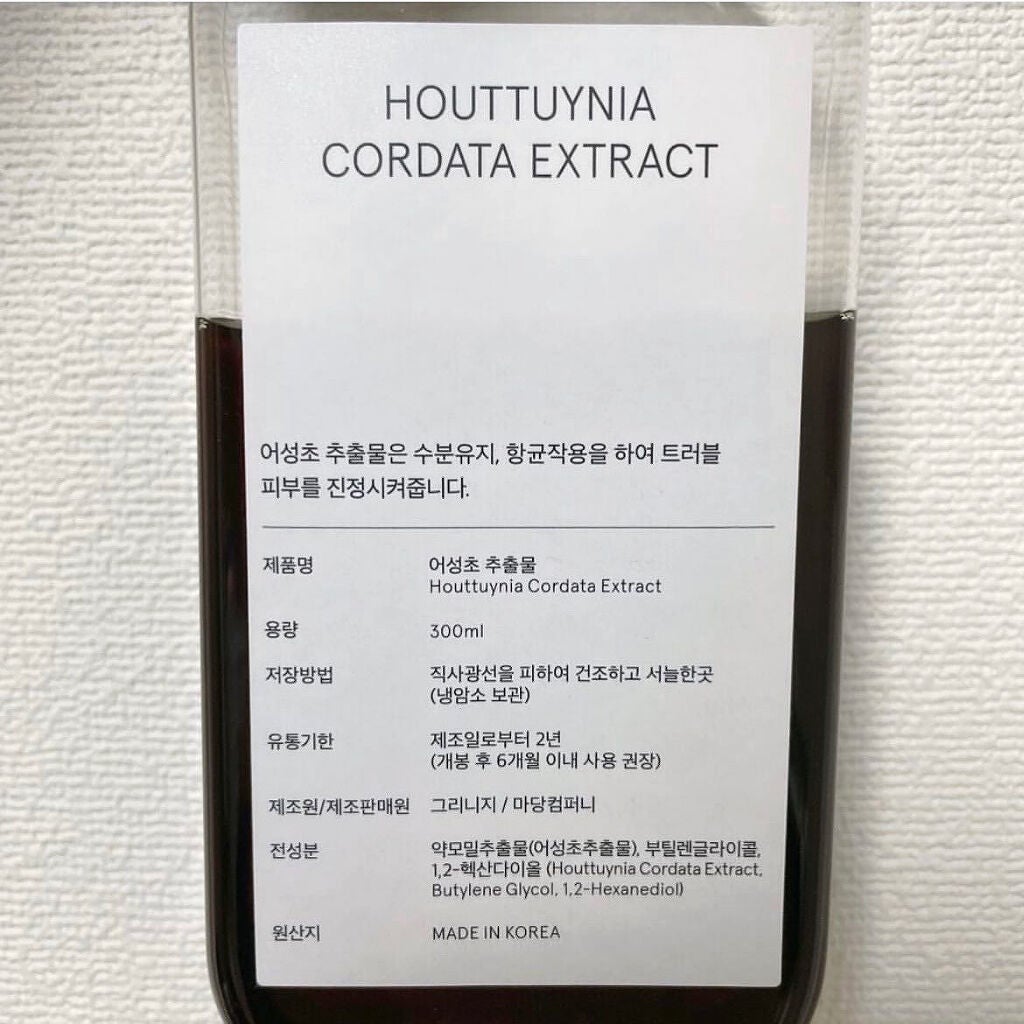 HOUTTUYNIA
CORDATA EXTRACT
어성초 추출물은 수분유지, 항균작용을 하여 트러블
피부를 진정시켜줍니다.
제품명 어성초 추출물
Houttuynia Cordata Extract
용량 300ml
저장방법 직사광선을 피하여 건조하고 서늘한곳
(냉암소 보관)
유통기한 제조일로부터 2년
(개봉 후 6개월 이내 사용 권장)
제조원/제조판매원 그리니지 / 마당컴퍼니
전성분 약모밀추출물(어성초추출물), 부틸렌글라이콜,
1,2-헥산다이올 (Houttuynia Cordata Extract,
Butylene Glycol, 1,2-Hexanediol)
원산지 MADE IN KOREA